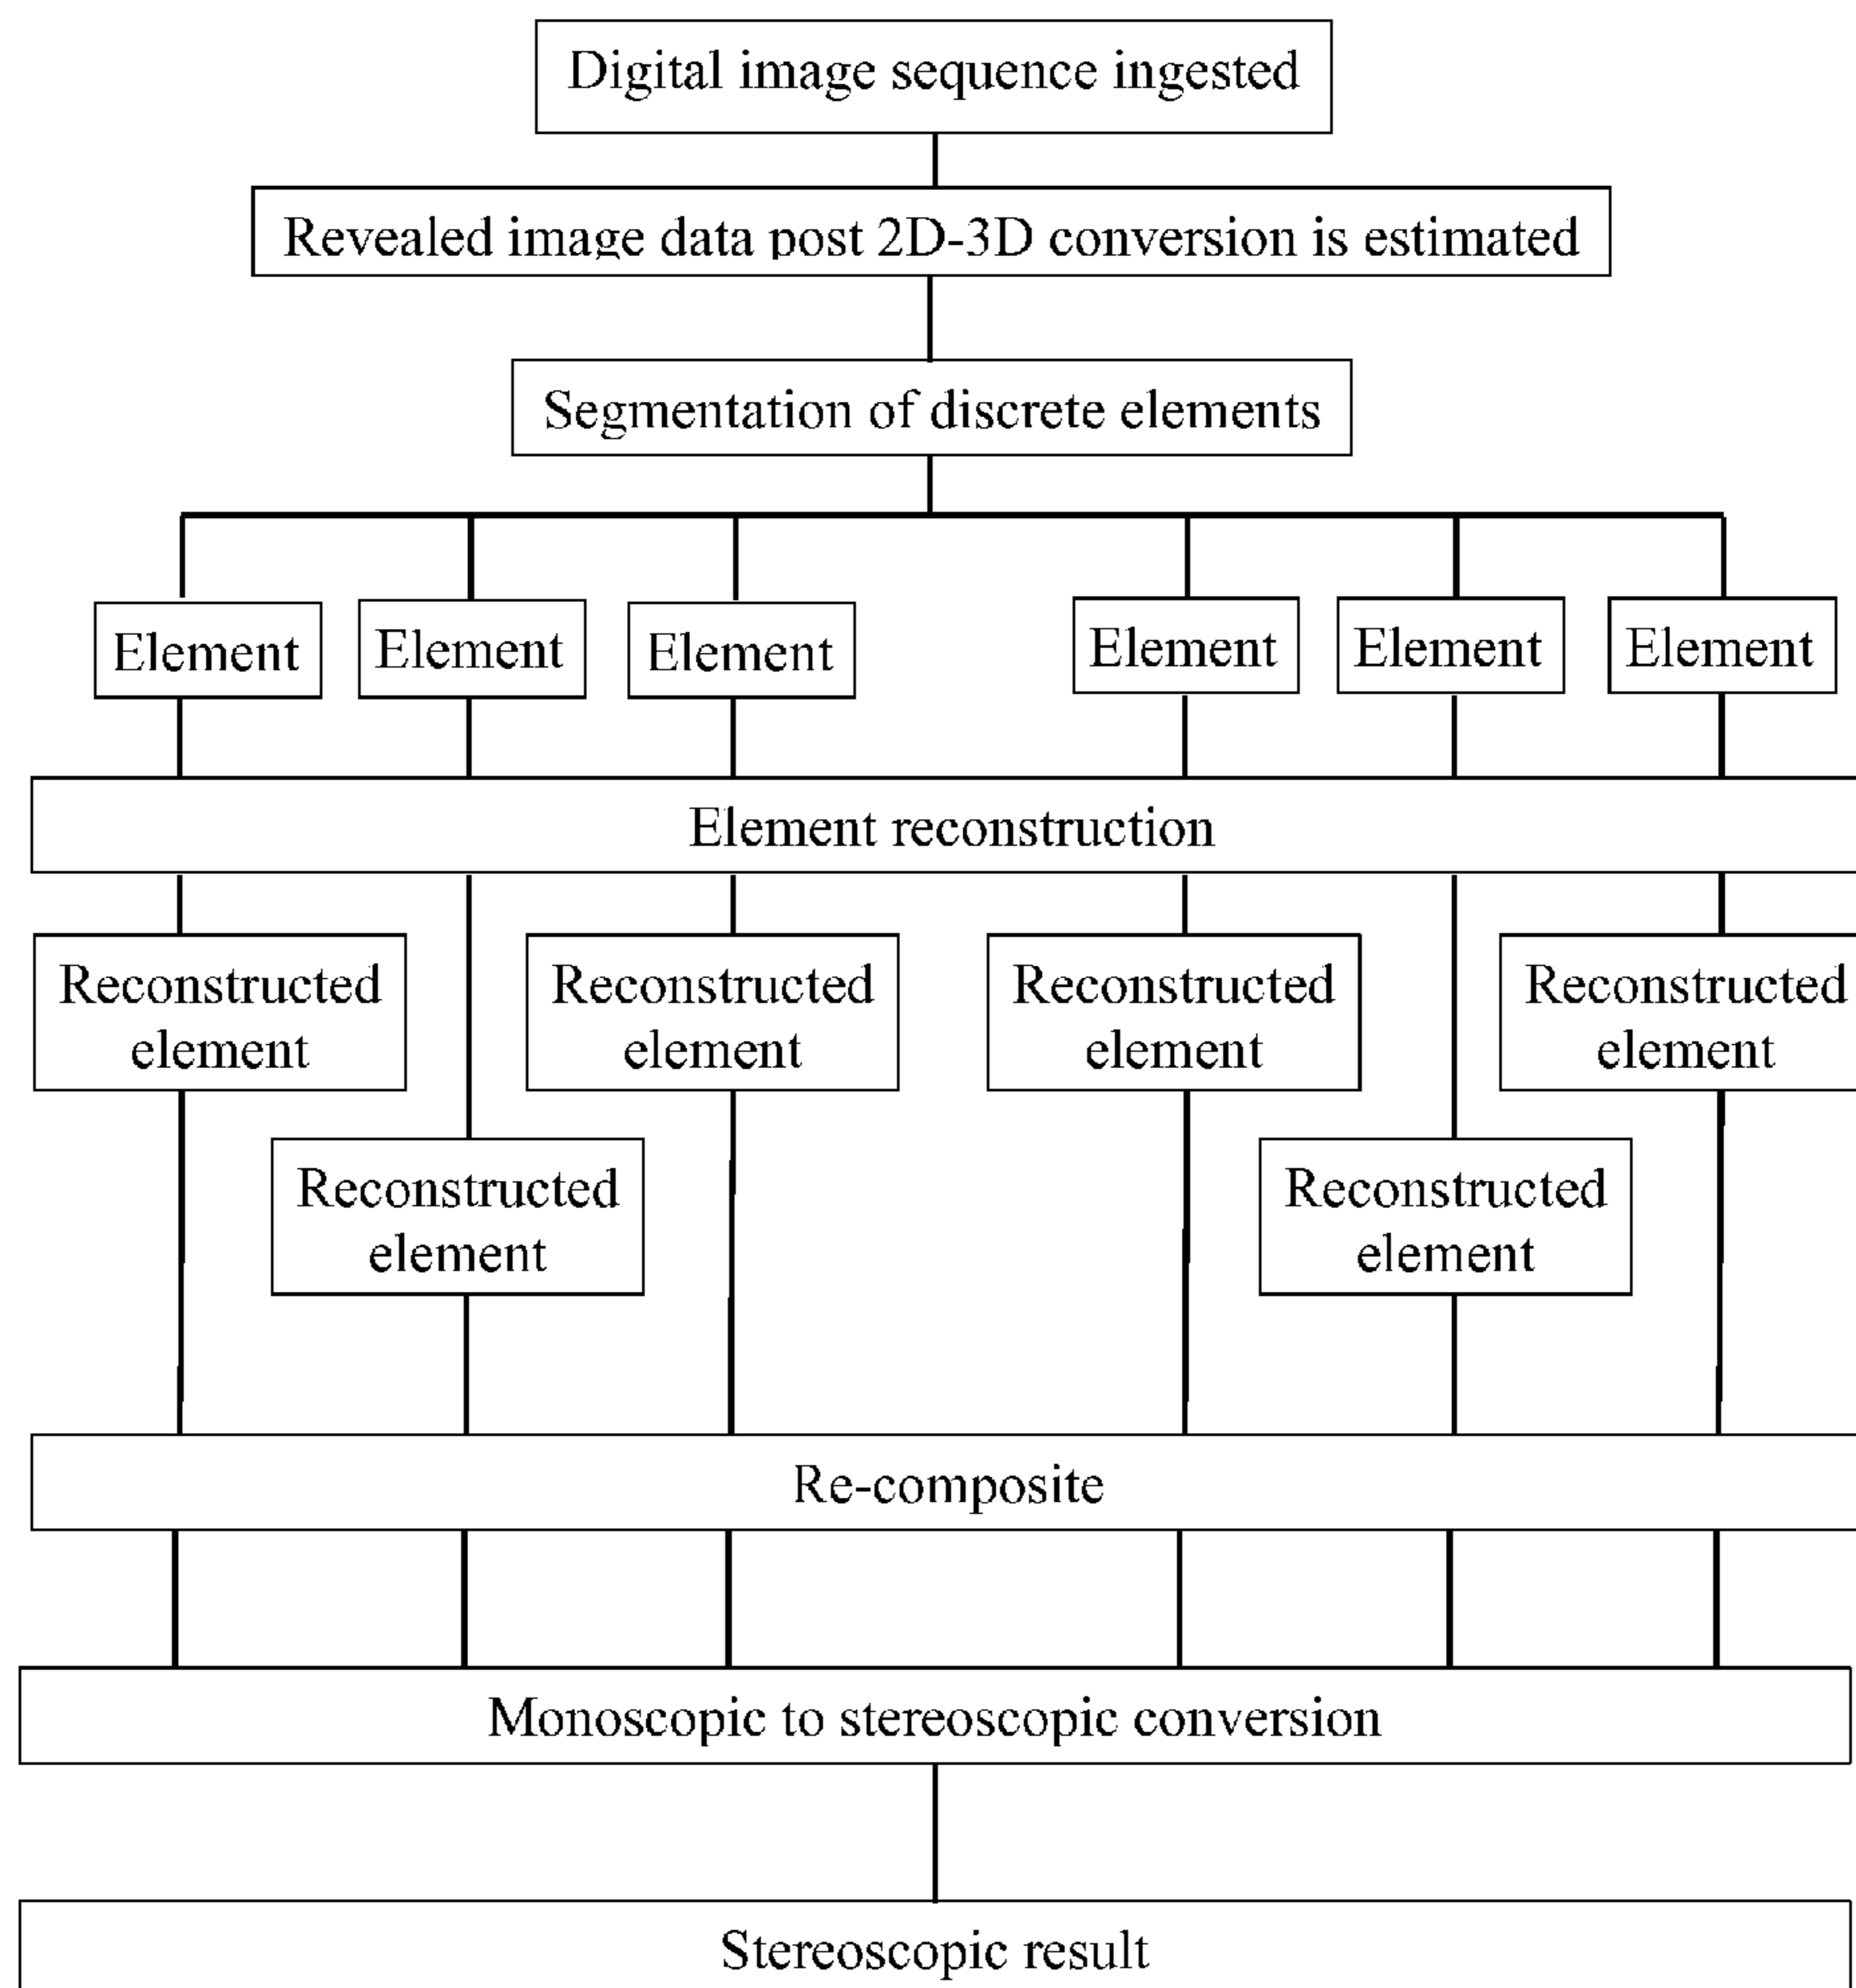 Digital image sequence ingested
Revealed image data post 2D-3D conversion is estimated
Segmentation of discrete elements
Element
Element
Element
Element
Element
Element
Element reconstruction
Reconstructed
element
Reconstructed
element
Reconstructed
element
Reconstructed
element
Reconstructed
element
Reconstructed
element
Re-composite
Monoscopic to stereoscopic conversion
Stereoscopic result